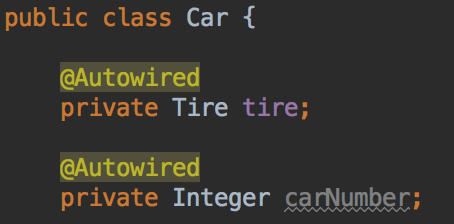 public class Car {
@Autowired
private Tire tire;
@Autowired
private Integer carNumber;